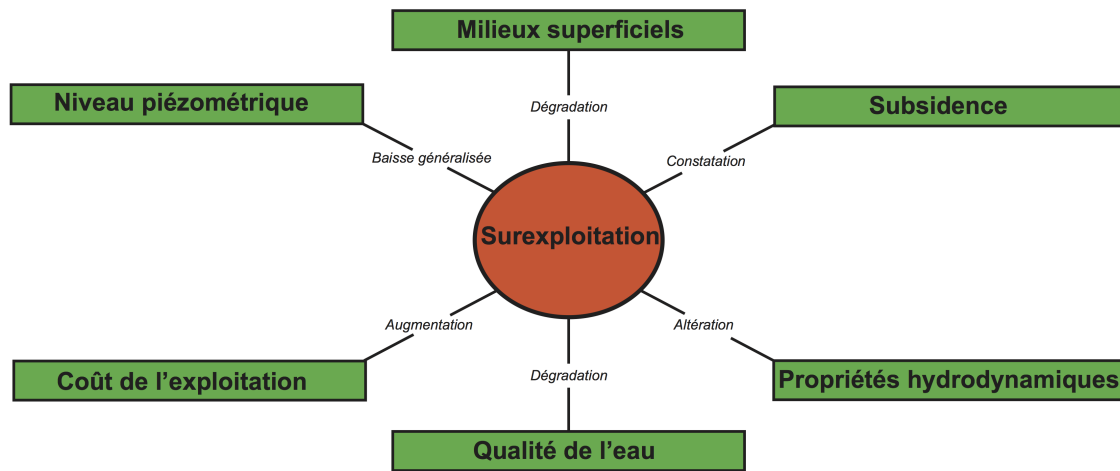 Milieux superficiels
Niveau piézométrique
Subsidence
Dégradation
Baisse généralisée
Constatation
Surexploitation
Augmentation
Altération
Dégradation
Coût de l’exploitation
Propriétés hydrodynamiques
Qualité de l’eau